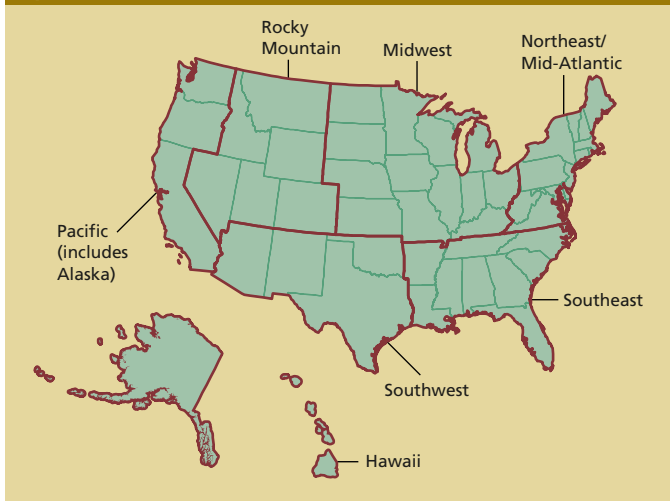 Rocky
Mountain
Midwest
Northeast/
Mid-Atlantic
Pacific
(includes
Alaska)
Southeast
Southwest
Hawaii